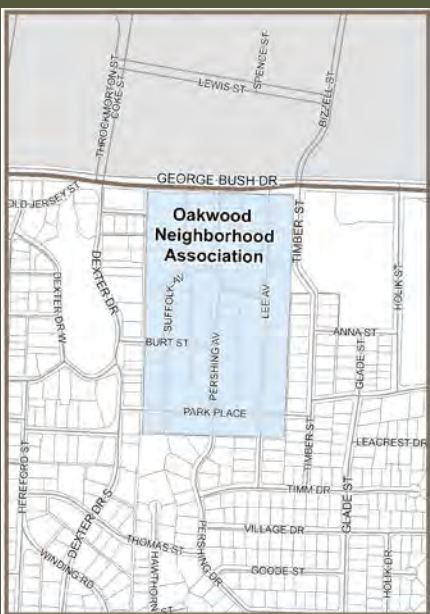 SPENCE ST
LEWIS ST
THROCKMORTON ST
COKE ST
BIZZELL ST
GEORGE BUSH DR
OLD JERSEY ST
Oakwood
Neighborhood
Association
TIMBER ST
DEXTER DR W
DEXTER DR
SUFFOLK AV
LEE AV
HOLIK ST
BURT ST
PERSHING AV
ANNA ST
GLADE ST
PARK PLACE
HEREFORD ST
TIMBER ST
LEACREST DR
TIMM DR
DEXTER DR S
GLADE ST
VILLAGE DR
THOMAS ST
PERSHING DR
WINDING RD
HAWTHORN
ST
GOODE ST
HOLIK DR